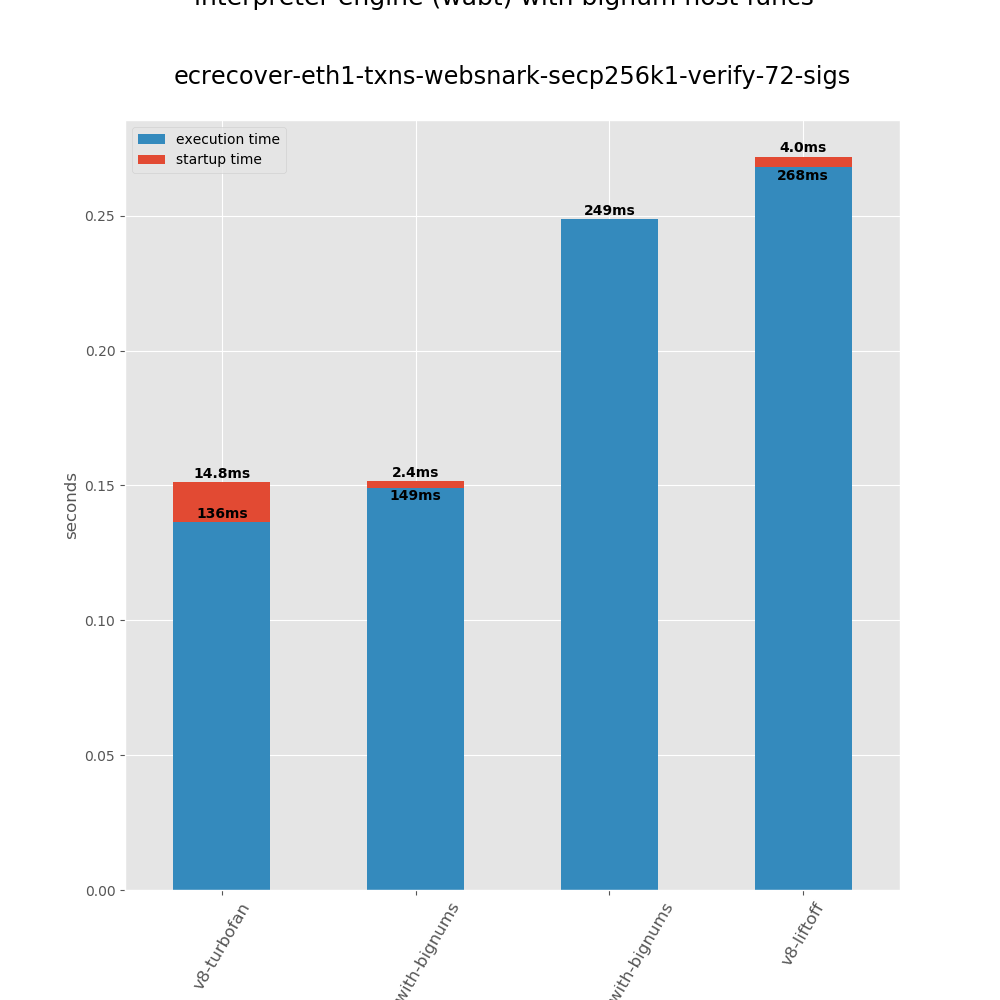 interpreter engine (wabt) with bignum host funcs
ecrecover-eth1-txns-websnark-secp256k1-verify-72-sigs
execution time
startup time
4.0ms
268ms
249ms
0.25
0.20
14.8ms
2.4ms
0.15
149ms
136ms
seconds
0.10
0.05
0.00
v8-turbofan
with-bignums
with-bignums
v8-liftoff